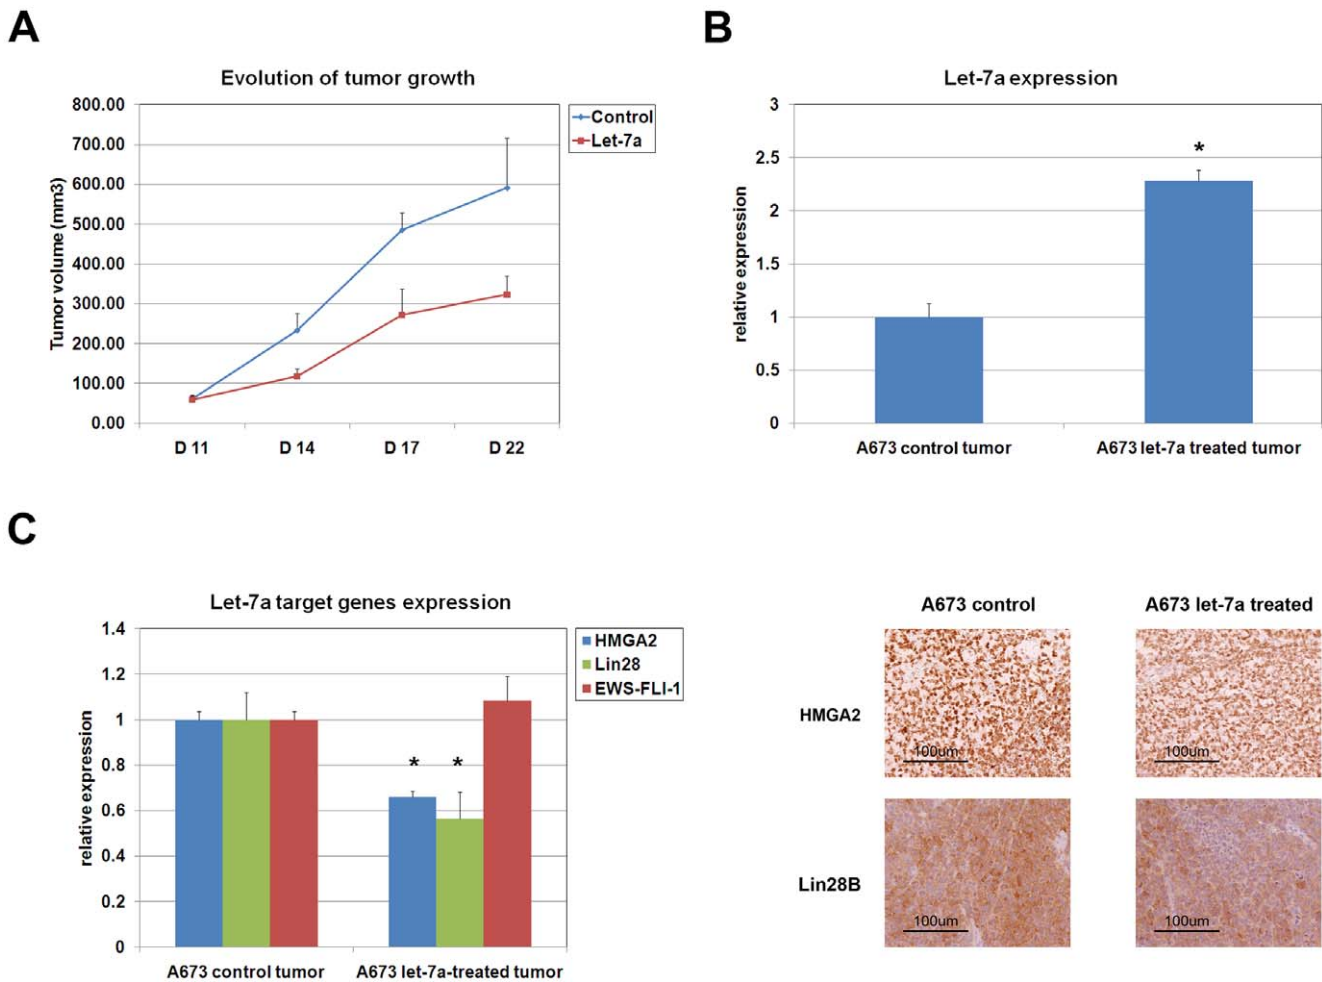 A
Evolution of tumor growth
800.00
700.00
600.00
500.00
400.00
300.00
200.00
100.00
0.00
Tumor volume (mm3)
D 11
D 14
D 17
D 22
Control
Let-7a
B
Let-7a expression
3
2.5
2
1.5
1
0.5
0
relative expression
*
A673 control tumor
A673 let-7a treated tumor
C
Let-7a target genes expression
1.4
1.2
1
0.8
0.6
0.4
0.2
0
relative expression
* *
A673 control tumor
A673 let-7a-treated tumor
HMGA2
Lin28
EWS-FLI-1
A673 control
A673 let-7a treated
HMGA2
100um
100um
Lin28B
100um
100um